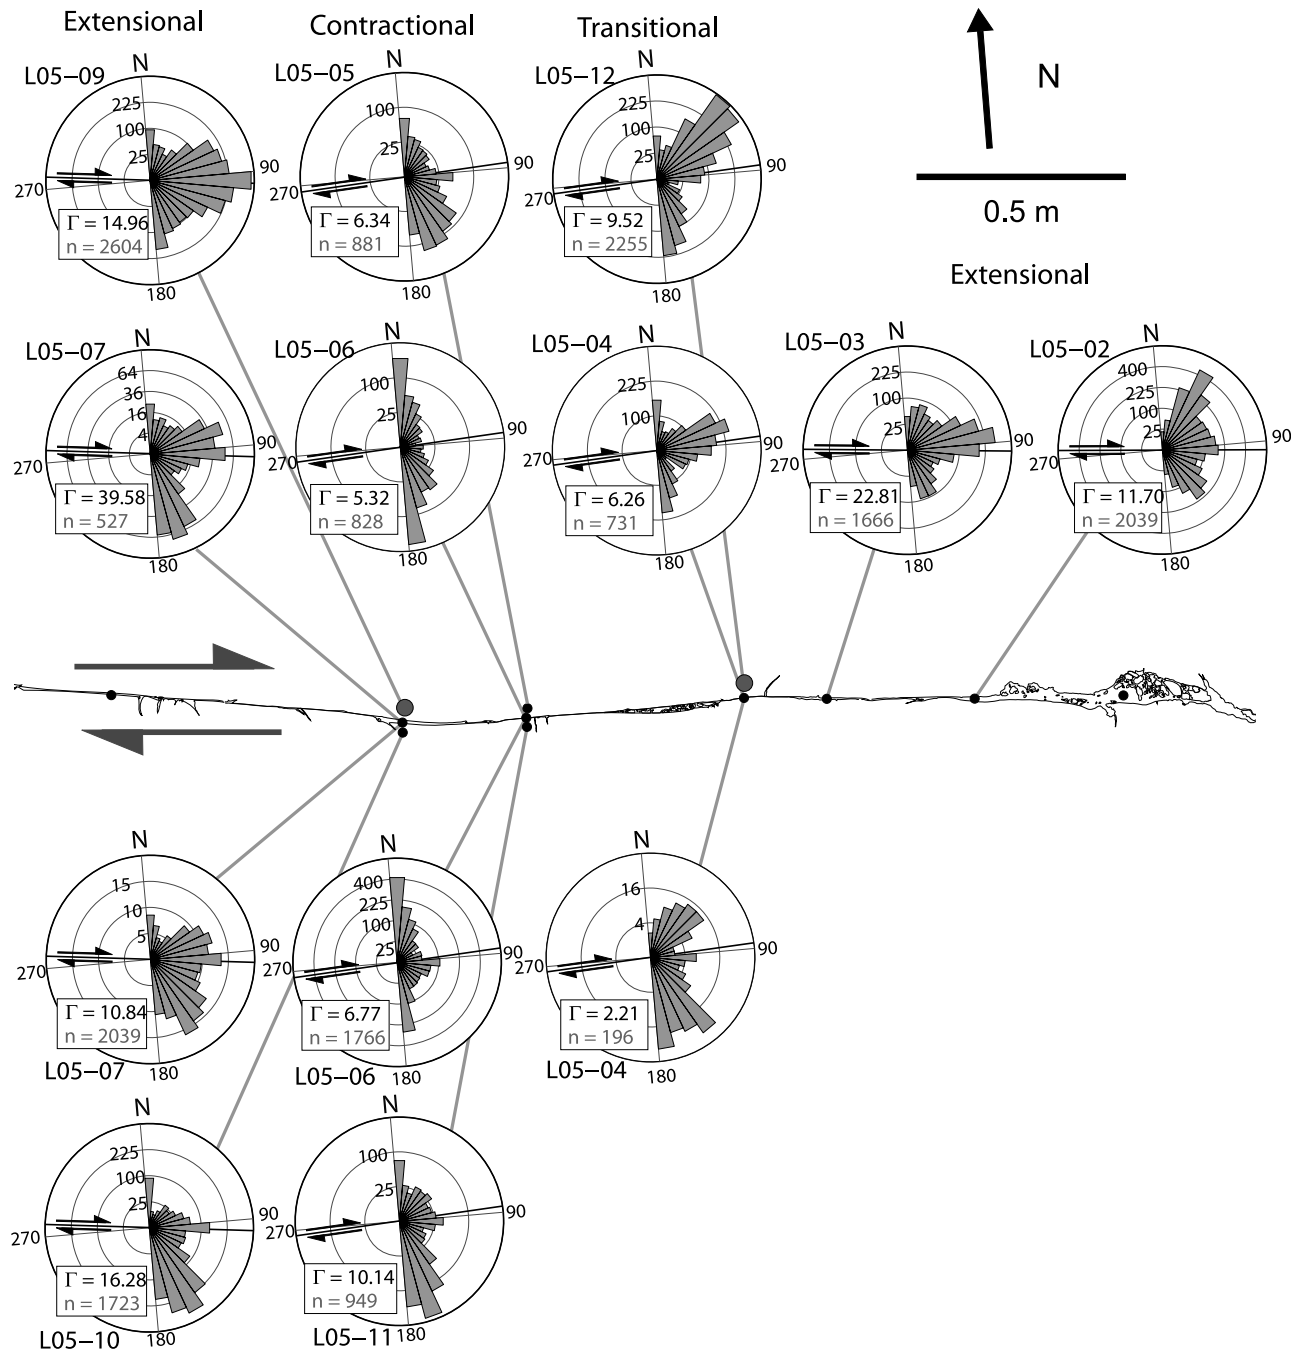 Extensional
Contractional
Transitional
N
0.5 m
Extensional
L05–09
N
225
100
25
90
270
180
Γ = 14.96
n = 2604
L05–05
N
100
25
90
270
180
Γ = 6.34
n = 881
L05–12
N
225
100
25
90
270
180
Γ = 9.52
n = 2255
L05–07
N
64
36
16
4
90
270
180
Γ = 39.58
n = 527
L05–06
N
100
25
90
270
180
Γ = 5.32
n = 828
L05–04
N
225
100
90
270
180
Γ = 6.26
n = 731
L05–03
N
225
100
25
90
270
180
Γ = 22.81
n = 1666
L05–02
N
400
225
100
25
90
270
180
Γ = 11.70
n = 2039
N
15
10
5
90
270
Γ = 10.84
n = 2039
L05–07
180
N
400
225
100
25
90
270
Γ = 6.77
n = 1766
L05–06
180
N
16
4
90
270
Γ = 2.21
n = 196
L05–04
180
N
225
100
25
90
270
Γ = 16.28
n = 1723
L05–10
180
N
100
25
90
270
Γ = 10.14
n = 949
L05–11
180